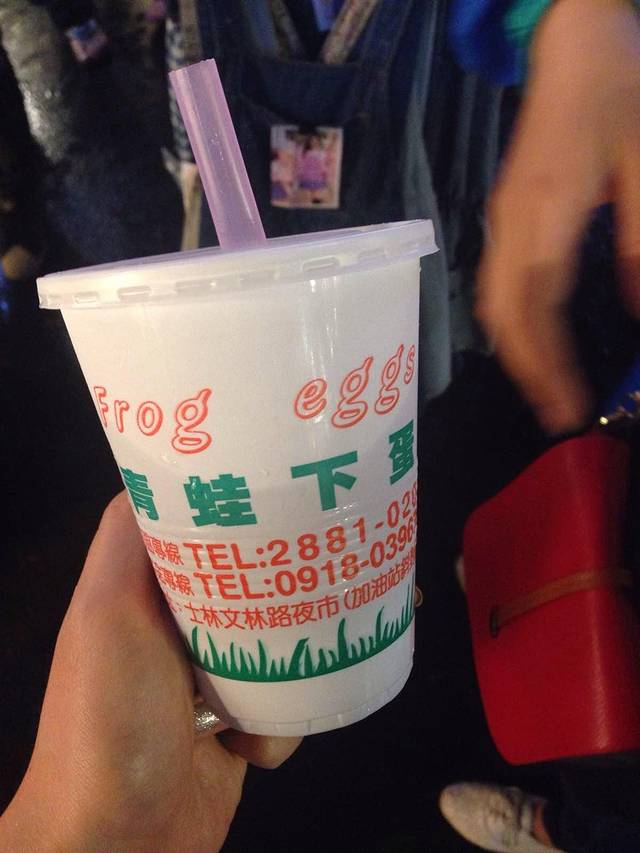 Frog eggs
青蛙下蛋
專線 TEL:2881-02
專線 TEL:0918-0396
士林文林路夜市(加油站斜